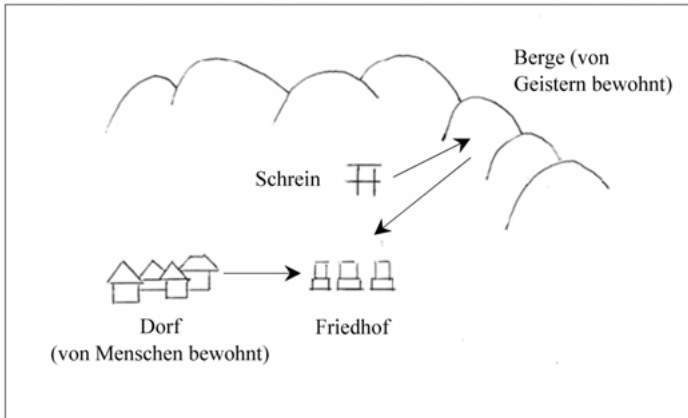 Berge (von
Geistern bewohnt)
Schrein
Dorf
(von Menschen bewohnt)
Friedhof